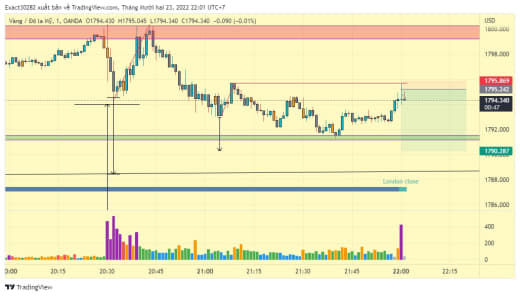 Exact30282 xuất bản về TradingView.com, Tháng Mười hai 23, 2022 22:01 UTC+7
Vàng / Đô la Mỹ, 1, OANDA O1794.430 H1795.045 L1794.340 C1794.340 −0.090 (−0.01%)
USD
1800.000
1795.869
1795.242
1794.340
00:47
1792.000
1790.287
1790.000
1788.000
1786.000
London close
400
200
0
20:15 20:30 20:45 21:00 21:15 21:30 21:45 22:00 22:15
TradingView